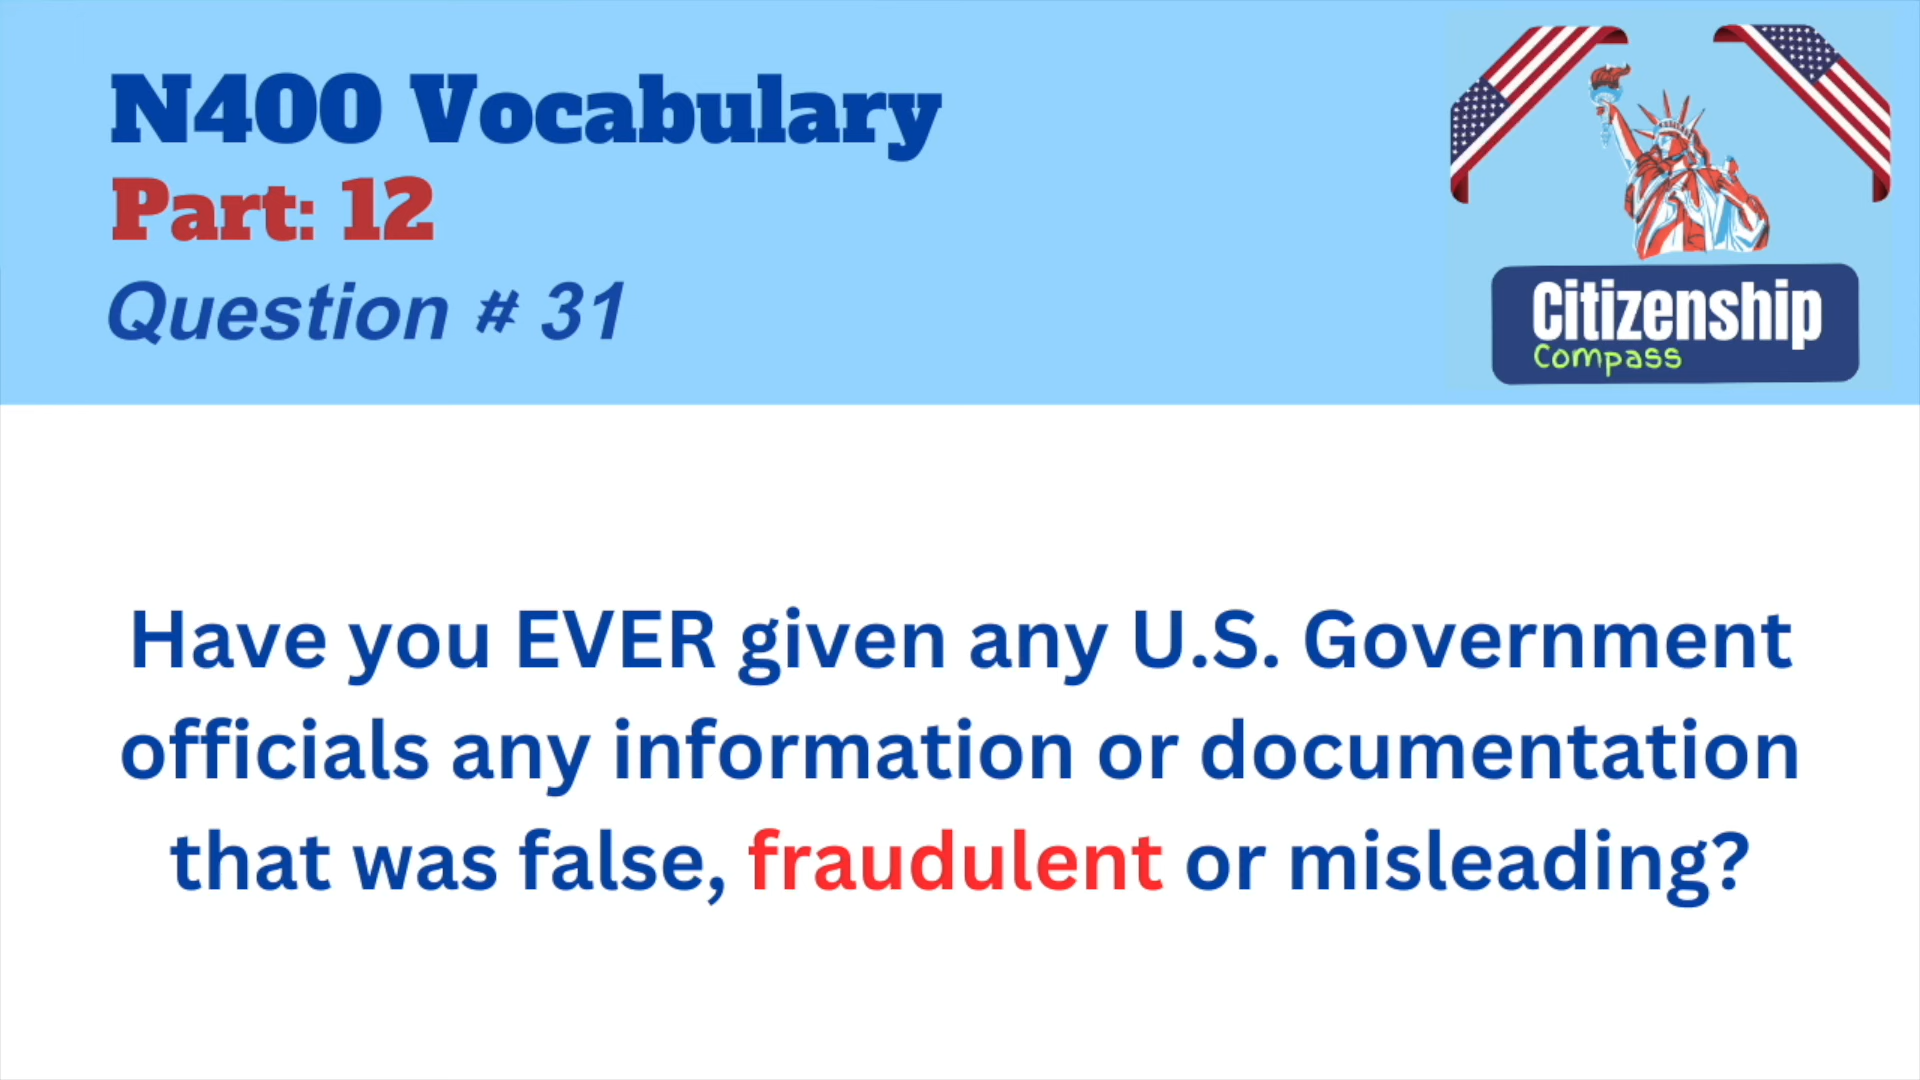 N400 Vocabulary
Part: 12
Question # 31
Citizenship
Compass
Have you EVER given any U.S. Government
officials any information or documentation
that was false, fraudulent or misleading?